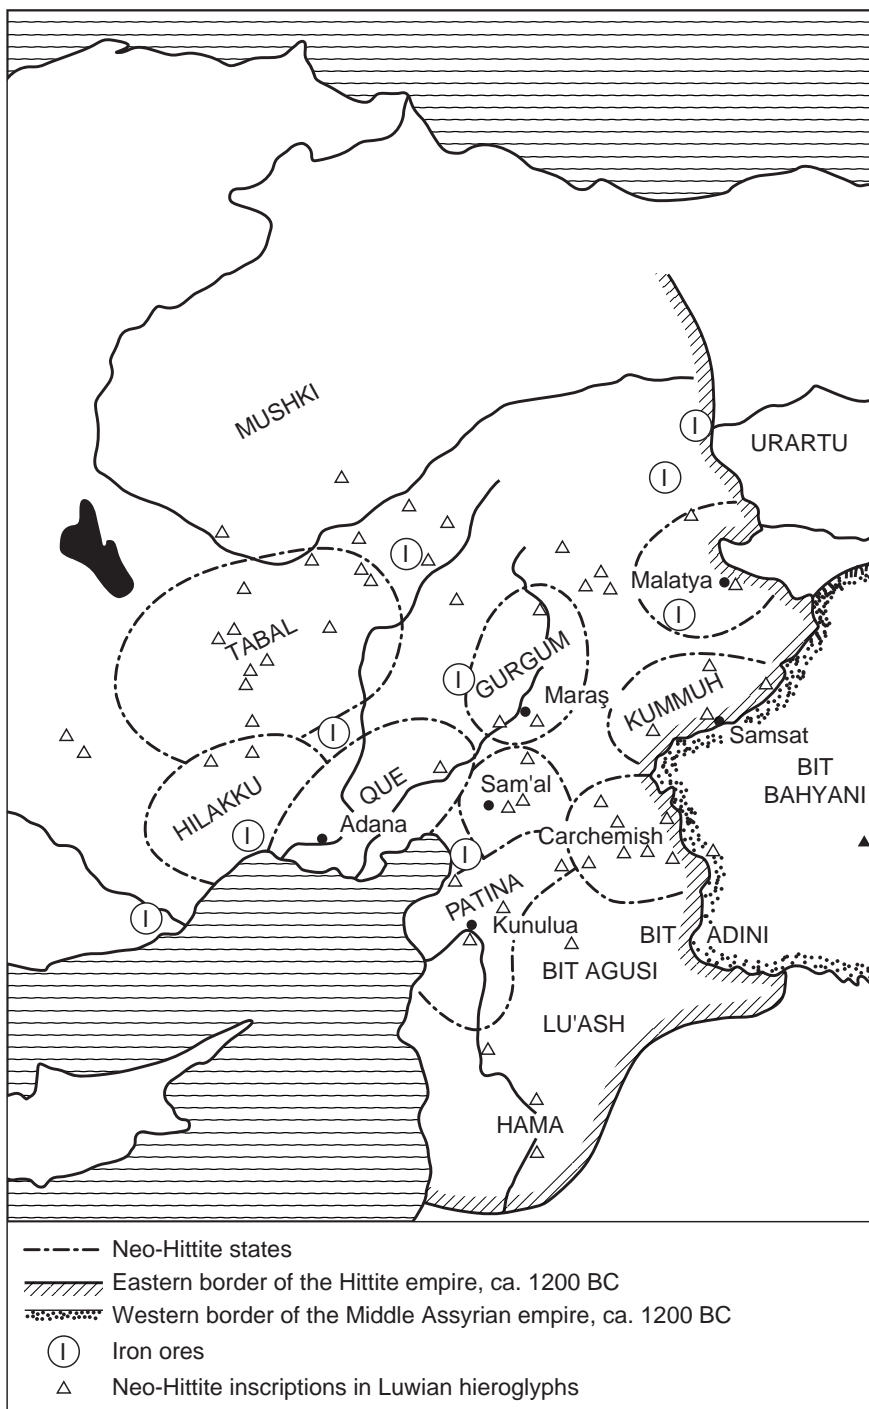 MUSHKI
I
URARTU
I
I
Malatya
I
TABAL
GURGUM
I
KUMMUH
Maraş
I
Samsat
BIT
BAHYANI
QUE
Sam'al
HILAKKU
Adana
Carchemish
I
I
PATINA
I
Kunulua
BIT ADINI
BIT AGUSI
LU'ASH
HAMA
Neo-Hittite states
Eastern border of the Hittite empire, ca. 1200 BC
Western border of the Middle Assyrian empire, ca. 1200 BC
I Iron ores
Neo-Hittite inscriptions in Luwian hieroglyphs